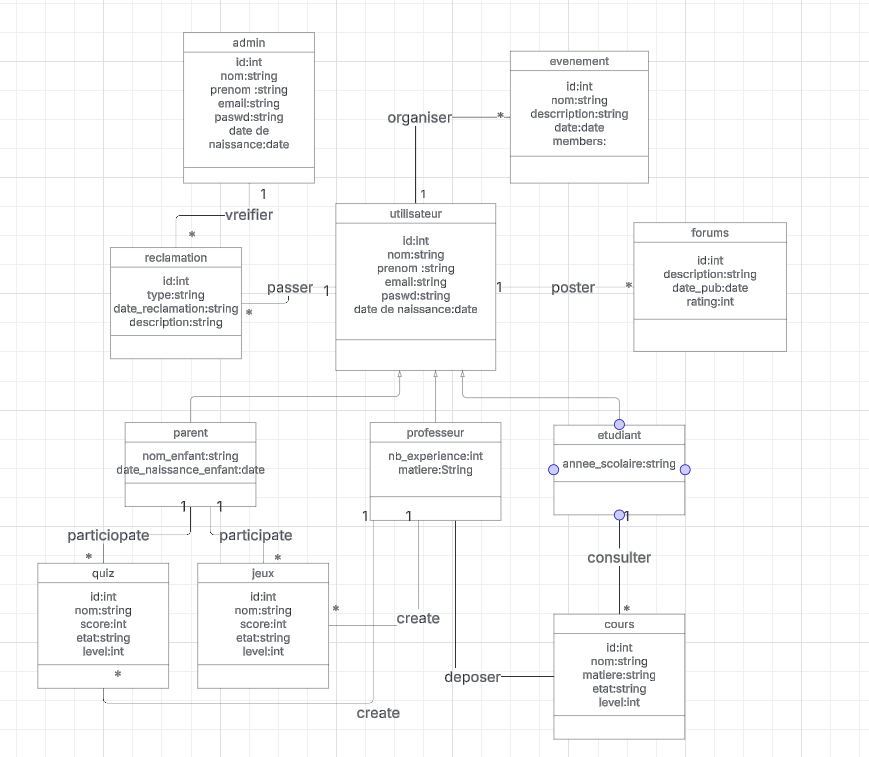 admin
id:int
nom:string
prenom :string
email:string
paswd:string
date de
naissance:date
evenement
id:int
nom:string
descrription:string
date:date
members:
organiser
*
1
1
vreifier
*
utilisateur
id:int
nom:string
prenom :string
email:string
paswd:string
date de naissance:date
forums
id:int
description:string
date_pub:date
rating:int
reclamation
id:int
type:string
date_reclamation:string
description:string
passer
1
*
1
poster
*
parent
nom_enfant:string
date_naissance_enfant:date
professeur
nb_experience:int
matiere:String
etudiant
annee_scolaire:string
1
1
1
1
1
particiopate
participate
*
*
consulter
quiz
id:int
nom:string
score:int
etat:string
level:int
*
jeux
id:int
nom:string
score:int
etat:string
level:int
*
create
*
cours
id:int
nom:string
matiere:string
etat:string
level:int
deposer
create